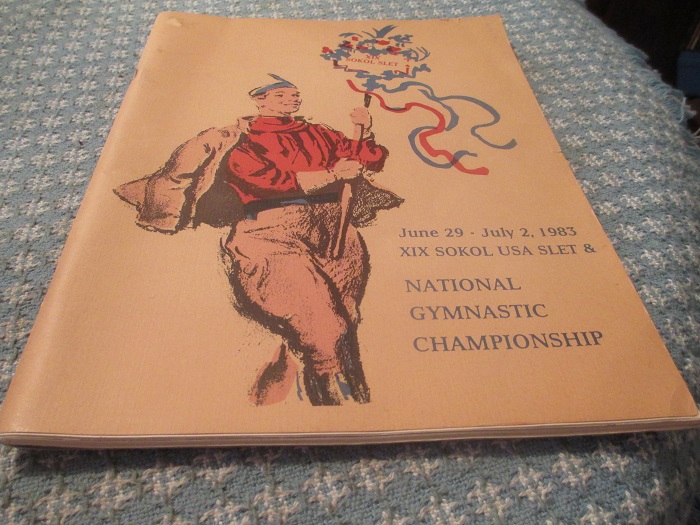 XIX
SOKOL SLET
June 29 - July 2, 1983
XIX SOKOL USA SLET &
NATIONAL
GYMNASTIC
CHAMPIONSHIP